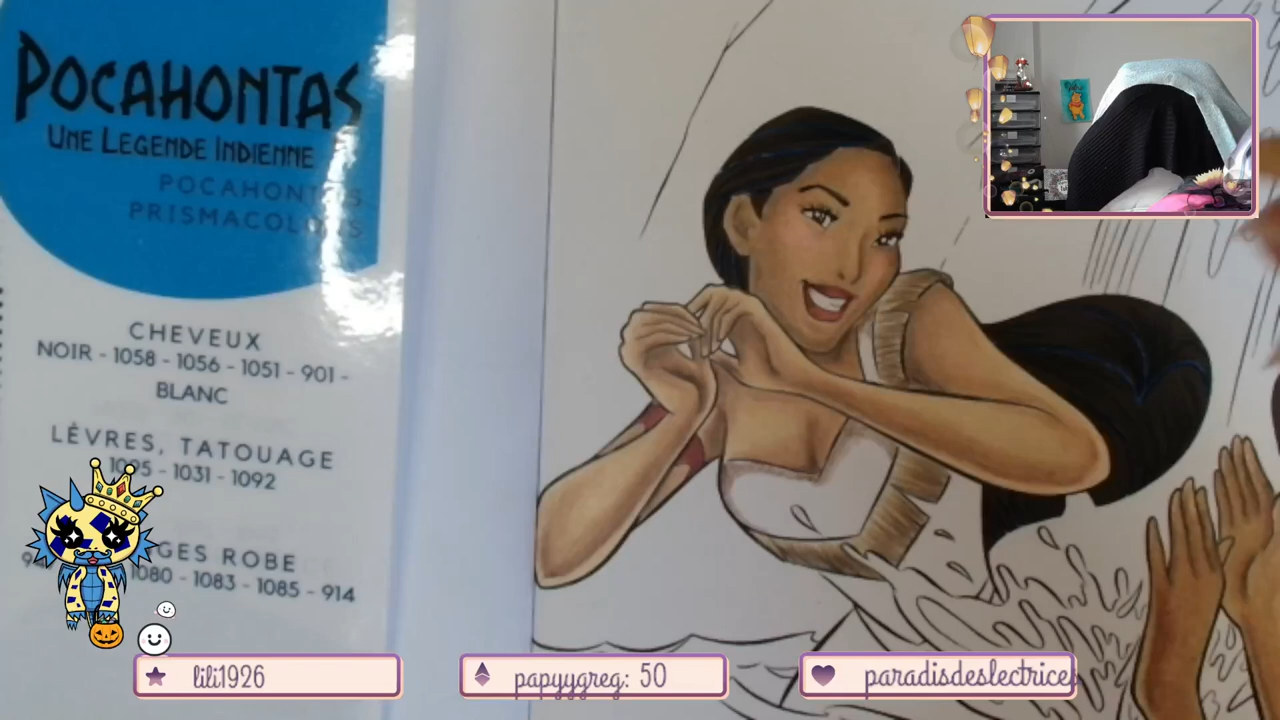 POCAHONTAS
UNE LEGENDE INDIENNE
POCAHONTAS
PRISMACOLORS
CHEVEUX
NOIR - 1058 - 1056 - 1051 - 901 -
BLANC
LÈVRES, TATOUAGE
1095 - 1031 - 1092
GES ROBE
1080 - 1083 - 1085 - 914
lili1926
papyygreg: 50
paradisdeslectrices